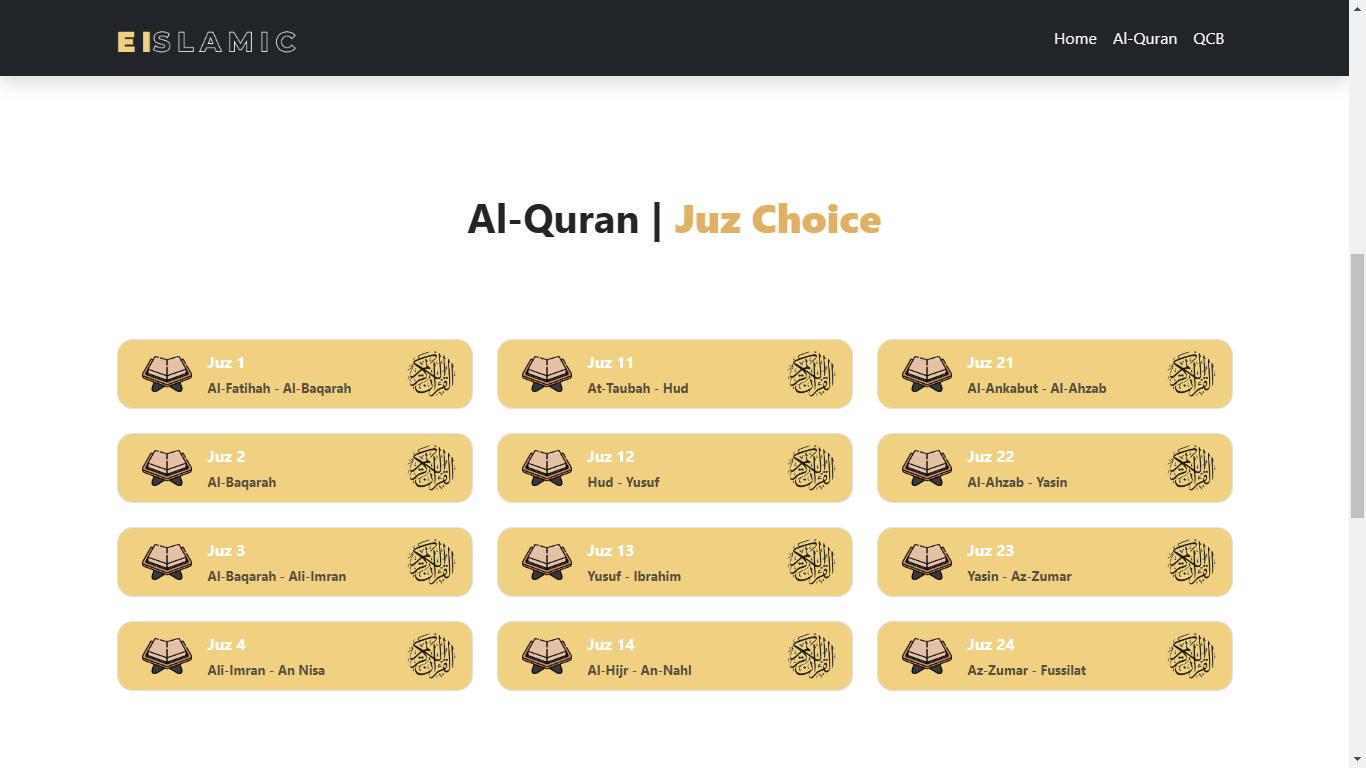 EISLAMIC
Home Al-Quran QCB
Al-Quran | Juz Choice
Juz 1
Al-Fatihah - Al-Baqarah
Juz 11
At-Taubah - Hud
Juz 21
Al-Ankabut - Al-Ahzab
Juz 2
Al-Baqarah
Juz 12
Hud - Yusuf
Juz 22
Al-Ahzab - Yasin
Juz 3
Al-Baqarah - Ali-Imran
Juz 13
Yusuf - Ibrahim
Juz 23
Yasin - Az-Zumar
Juz 4
Ali-Imran - An Nisa
Juz 14
Al-Hijr - An-Nahl
Juz 24
Az-Zumar - Fussilat